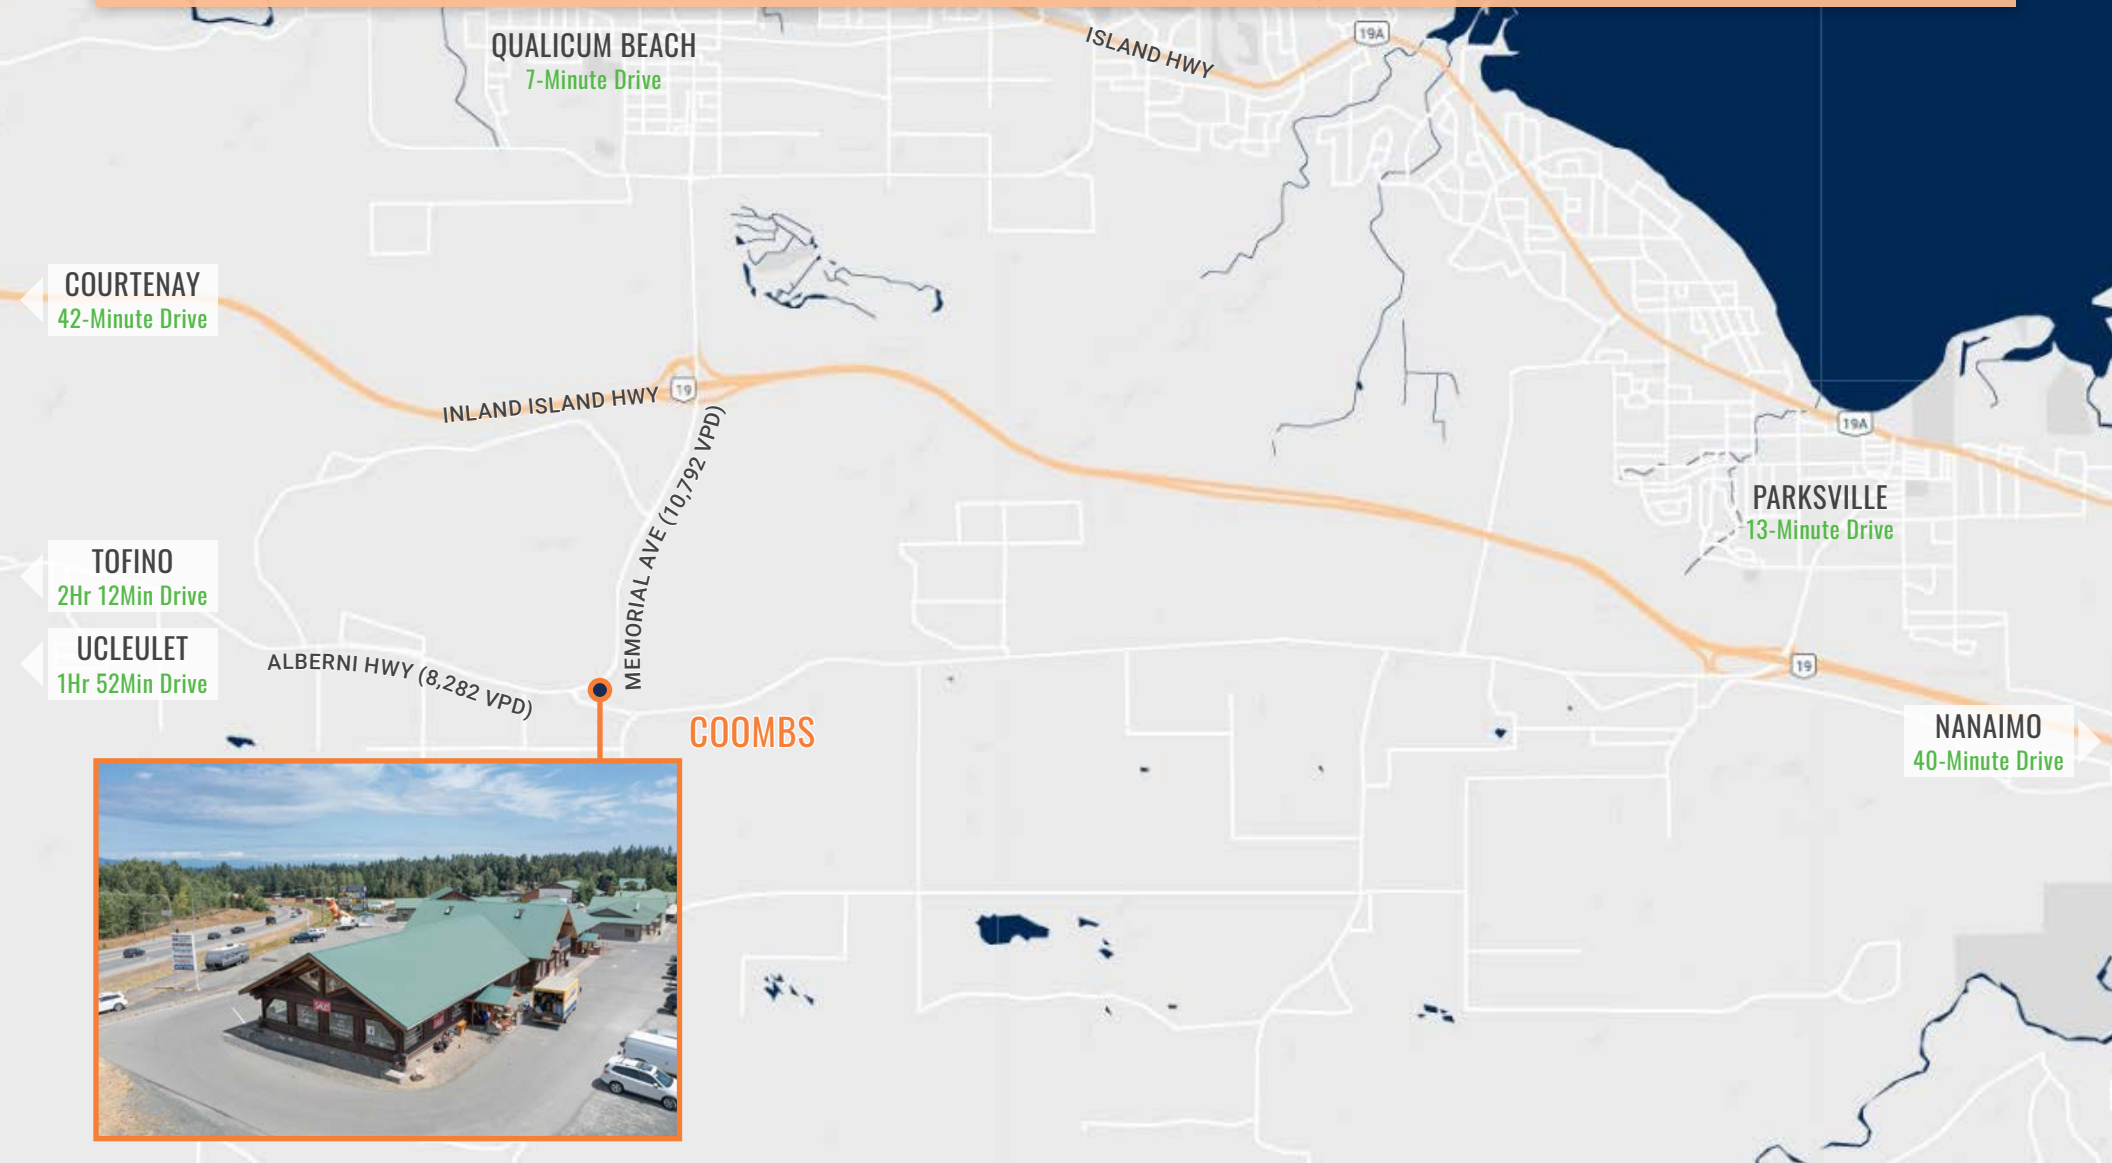 QUALICUM BEACH
7-Minute Drive
ISLAND HWY
19A
COURTENAY
42-Minute Drive
INLAND ISLAND HWY
19
MEMORIAL AVE (10,792 VPD)
19A
PARKSVILLE
13-Minute Drive
TOFINO
2Hr 12Min Drive
UCLEULET
1Hr 52Min Drive
ALBERNI HWY (8,282 VPD)
19
COOMBS
NANAIMO
40-Minute Drive
SALE